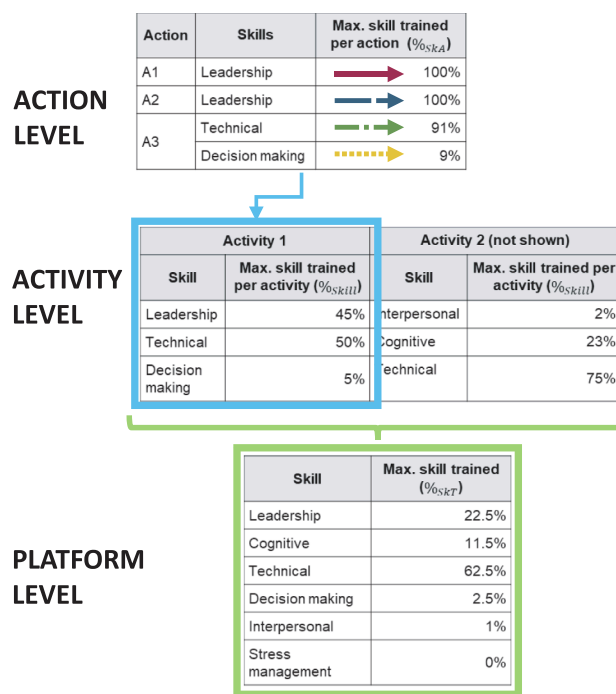 Action Skills Max. skill trained
per action (%SkA)
A1 Leadership 100%
A2 Leadership 100%
A3 Technical 91%
Decision making 9%
ACTION
LEVEL
Activity 1 Activity 2 (not shown)
Skill Max. skill trained
per activity (%Skill) Skill Max. skill trained per
activity (%Skill)
Leadership 45% nterpersonal 2%
Technical 50% Cognitive 23%
Decision
making 5% Technical 75%
ACTIVITY
LEVEL
Skill Max. skill trained
(%SkT)
Leadership 22.5%
Cognitive 11.5%
Technical 62.5%
Decision making 2.5%
Interpersonal 1%
Stress
management 0%
PLATFORM
LEVEL